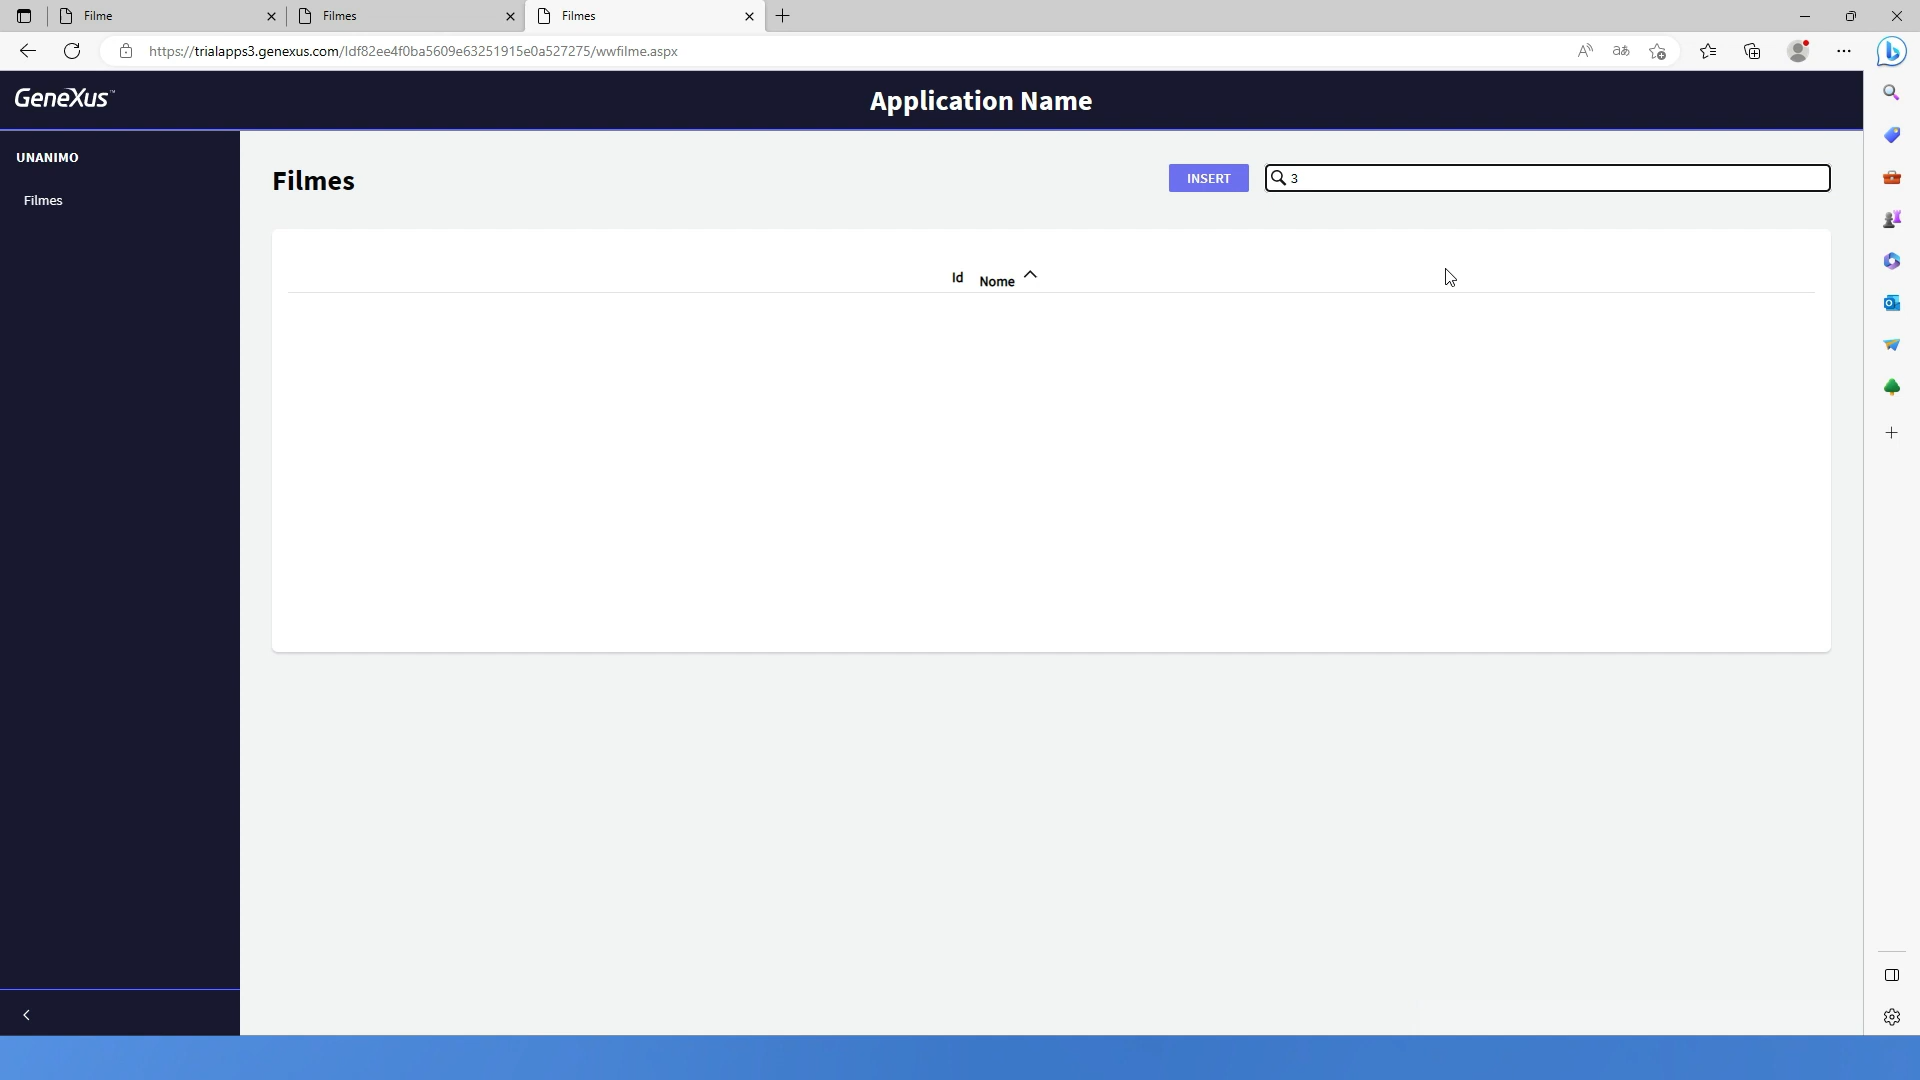 Filme
Filmes
Filmes
https://trialapps3.genexus.com/Idf82ee4f0ba5609e63251915e0a527275/wwfilme.aspx
GeneXus™
Application Name
UNANIMO
Filmes
Filmes
INSERT
3
Id Nome